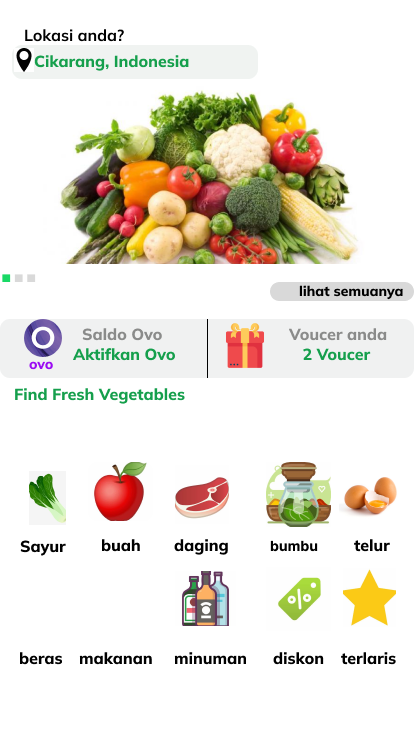 Lokasi anda?
Cikarang, Indonesia
lihat semuanya
Saldo Ovo
Aktifkan Ovo
ovo
Voucer anda
2 Voucer
Find Fresh Vegetables
Sayur buah daging bumbu telur
beras makanan minuman diskon terlaris